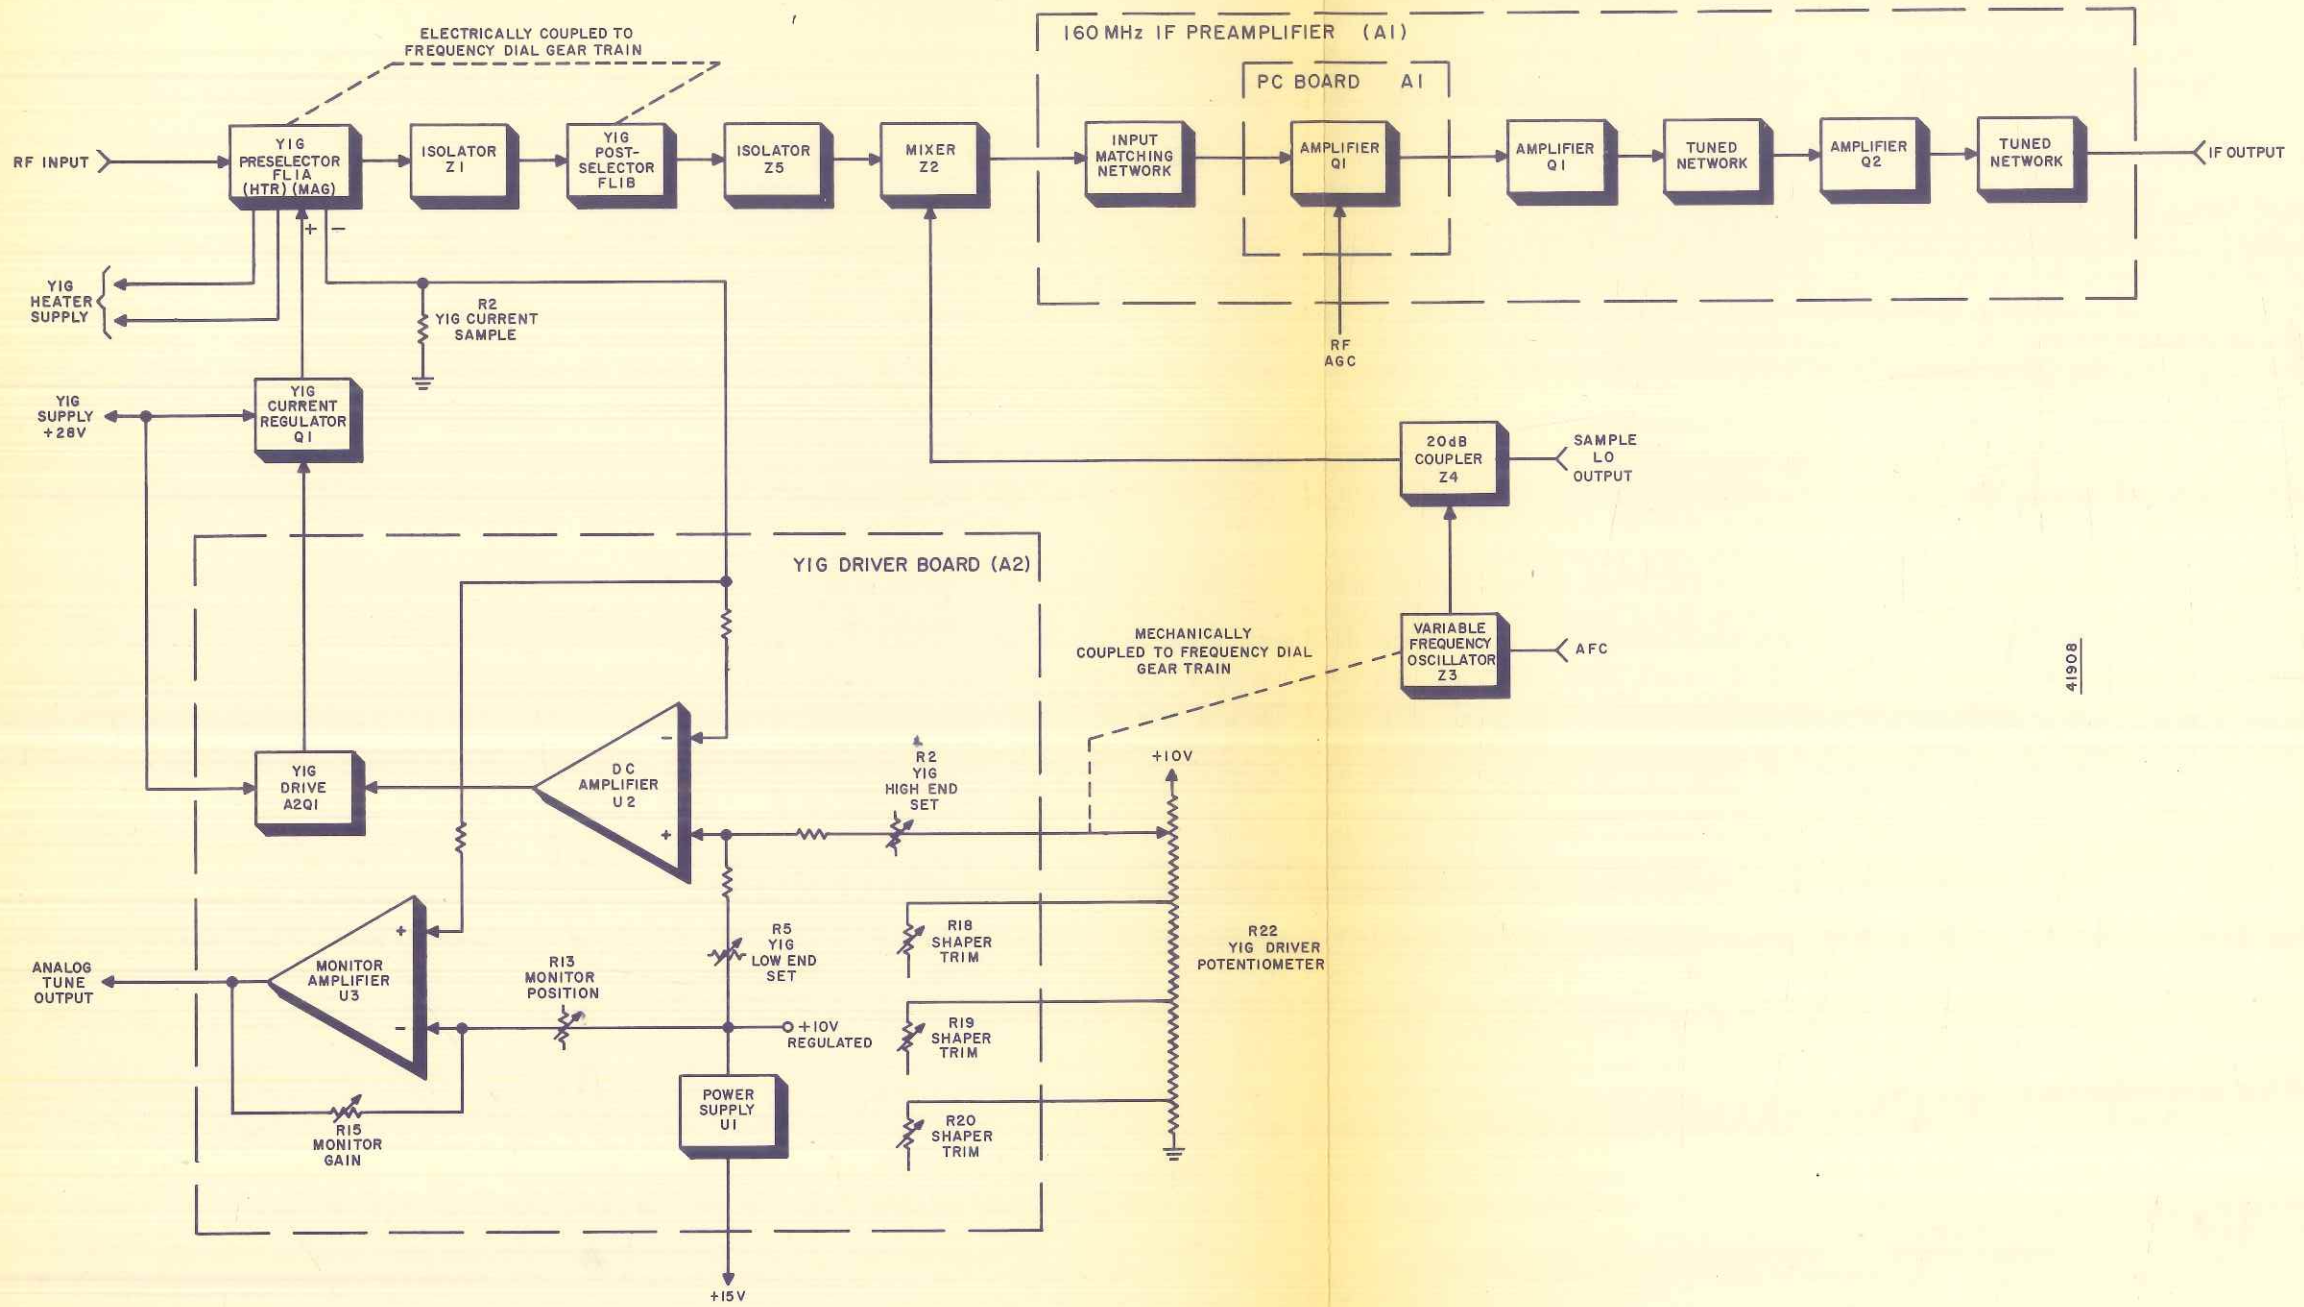 ELECTRICALLY COUPLED TO
FREQUENCY DIAL GEAR TRAIN
160 MHz IF PREAMPLIFIER (A1)
PC BOARD A1
RF INPUT
YIG
PRESELECTOR
FL1A
(HTR) (MAG)
ISOLATOR
Z1
YIG
POST-
SELECTOR
FL1B
ISOLATOR
Z5
MIXER
Z2
INPUT
MATCHING
NETWORK
AMPLIFIER
Q1
AMPLIFIER
Q1
TUNED
NETWORK
AMPLIFIER
Q2
TUNED
NETWORK
IF OUTPUT
+ −
YIG
HEATER
SUPPLY
R2
YIG CURRENT
SAMPLE
RF
AGC
YIG
SUPPLY
+28V
YIG
CURRENT
REGULATOR
Q1
20dB
COUPLER
Z4
SAMPLE
LO
OUTPUT
YIG DRIVER BOARD (A2)
MECHANICALLY
COUPLED TO FREQUENCY DIAL
GEAR TRAIN
VARIABLE
FREQUENCY
OSCILLATOR
Z3
AFC
41908
YIG
DRIVE
A2Q1
DC
AMPLIFIER
U2
−
+
R2
YIG
HIGH END
SET
+10V
R18
SHAPER
TRIM
R22
YIG DRIVER
POTENTIOMETER
ANALOG
TUNE
OUTPUT
MONITOR
AMPLIFIER
U3
+
−
R13
MONITOR
POSITION
R5
YIG
LOW END
SET
+10V
REGULATED
R19
SHAPER
TRIM
R15
MONITOR
GAIN
POWER
SUPPLY
U1
R20
SHAPER
TRIM
+15V